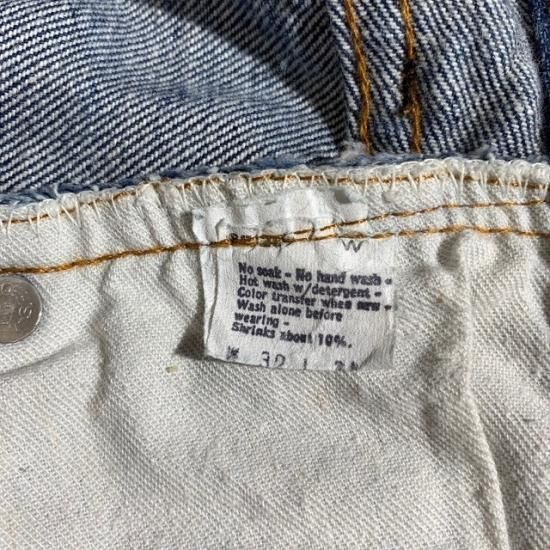 W
No soak - No hand wash -
Hot wash w/detergent -
Color transfer when new -
Wash alone before
wearing -
Shrinks about 10%.
W 32 L